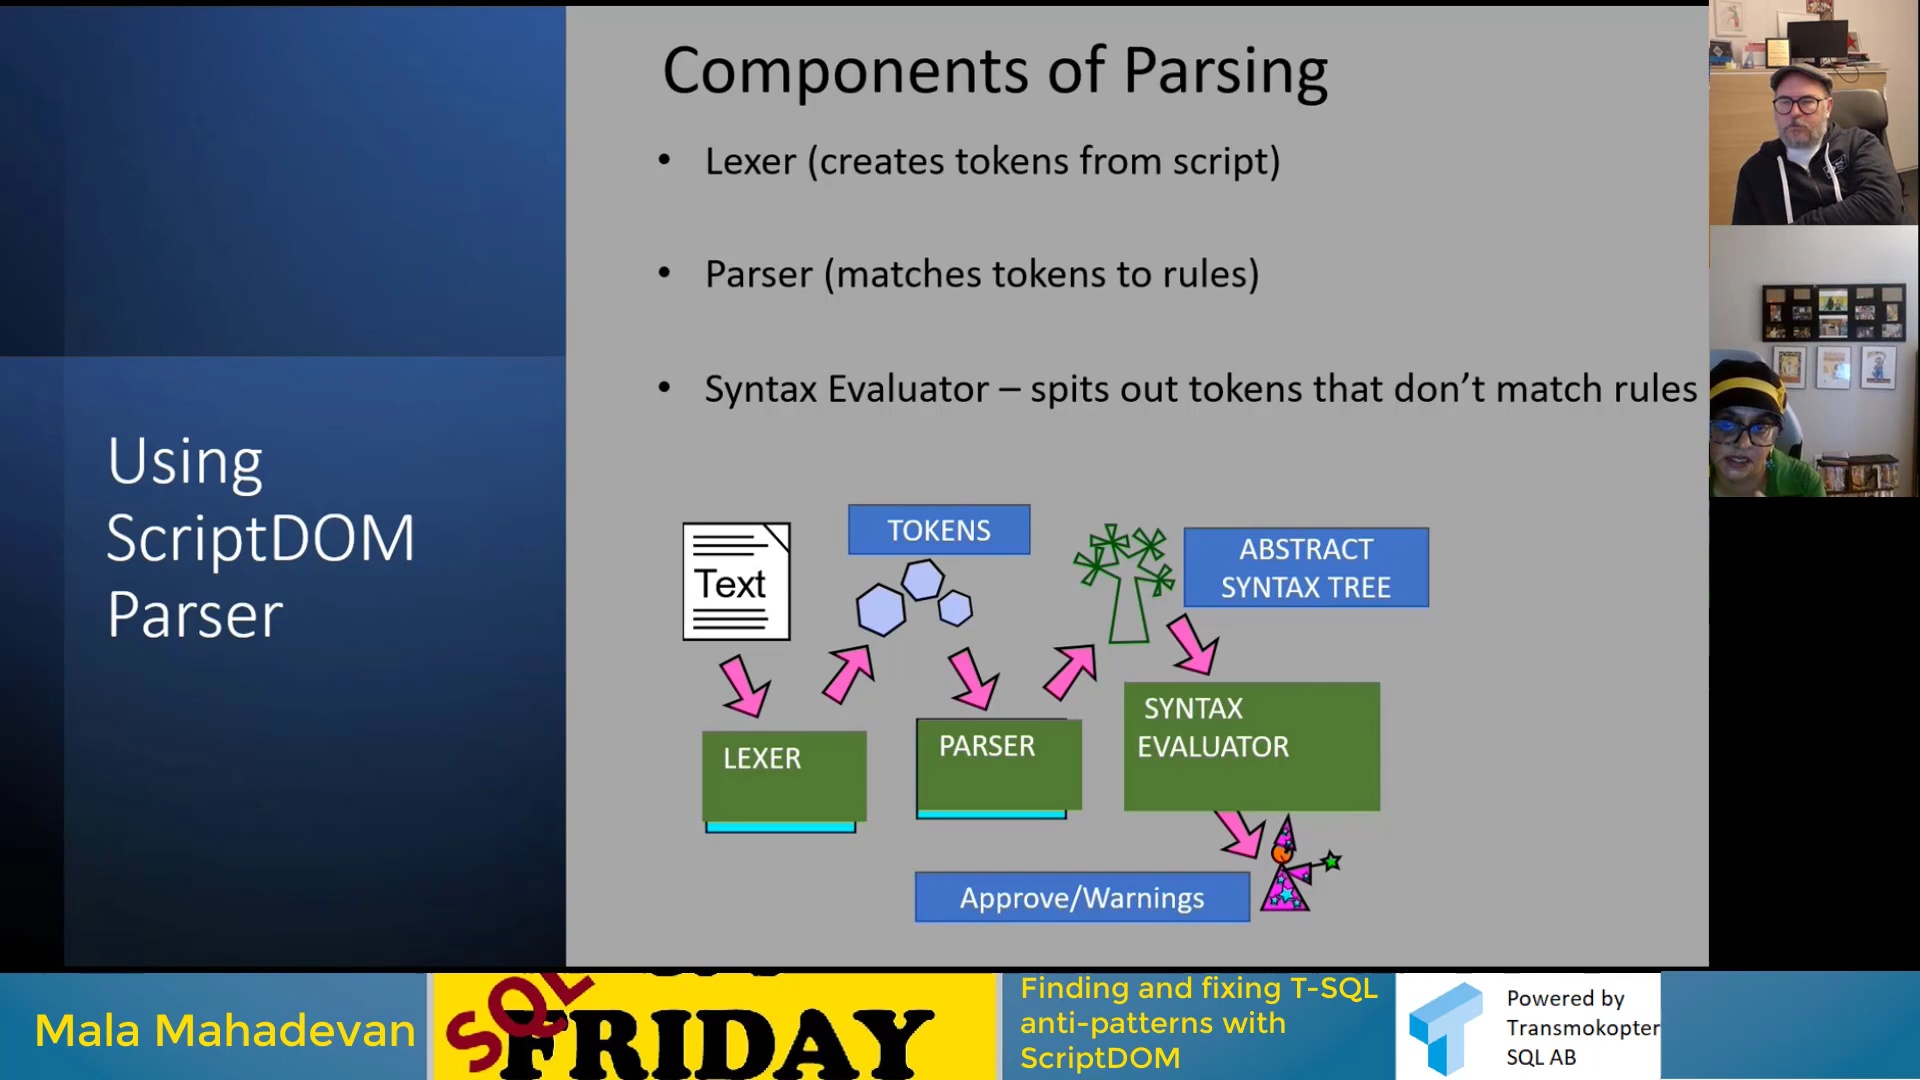 Components of Parsing
• Lexer (creates tokens from script)
• Parser (matches tokens to rules)
• Syntax Evaluator – spits out tokens that don't match rules
Using
ScriptDOM
Parser
Text
TOKENS
ABSTRACT
SYNTAX TREE
LEXER
PARSER
SYNTAX
EVALUATOR
Approve/Warnings
Mala Mahadevan
SQL
FRIDAY
Finding and fixing T-SQL
anti-patterns with
ScriptDOM
Powered by
Transmokopter
SQL AB